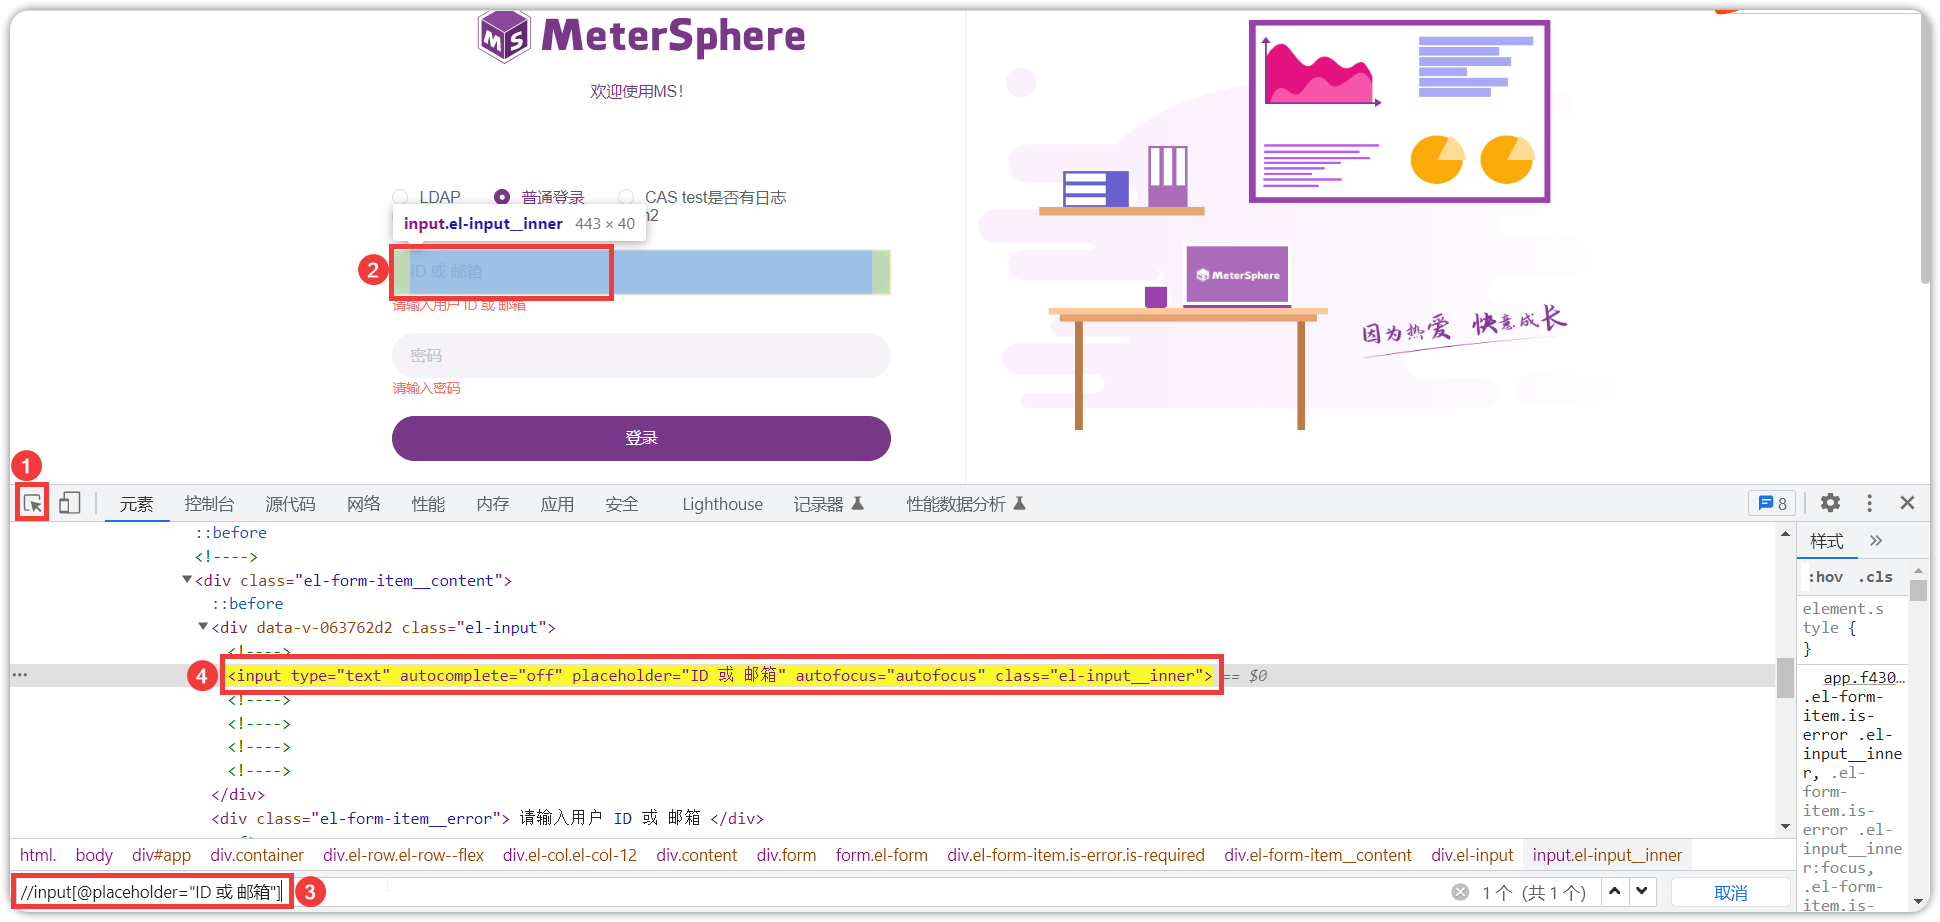 MeterSphere
欢迎使用MS!
LDAP 普通登录 CAS test是否有日志
n2
input.el-input__inner 443 × 40
2
ID 或 邮箱
请输入用户 ID 或 邮箱
密码
请输入密码
登录
MeterSphere
因为热爱 快意成长
1
元素 控制台 源代码 网络 性能 内存 应用 安全 Lighthouse 记录器 性能数据分析 8
::before
<!---->
<div class="el-form-item__content">
::before
<div data-v-063762d2 class="el-input">
<!---->
4
<input type="text" autocomplete="off" placeholder="ID 或 邮箱" autofocus="autofocus" class="el-input__inner"> == $0
<!---->
<!---->
<!---->
<!---->
</div>
<div class="el-form-item__error"> 请输入用户 ID 或 邮箱 </div>
样式
:hov .cls
element.s
tyle {
}
app.f430…
.el-form-
item.is-
error .el-
input__inne
r, .el-
form-
item.is-
error .el-
input__inne
r:focus,
.el-form-
item.is-
html. body div#app div.container div.el-row.el-row--flex div.el-col.el-col-12 div.content div.form form.el-form div.el-form-item.is-error.is-required div.el-form-item__content div.el-input input.el-input__inner
//input[@placeholder="ID 或 邮箱"]
3
1 个 (共 1 个)
取消